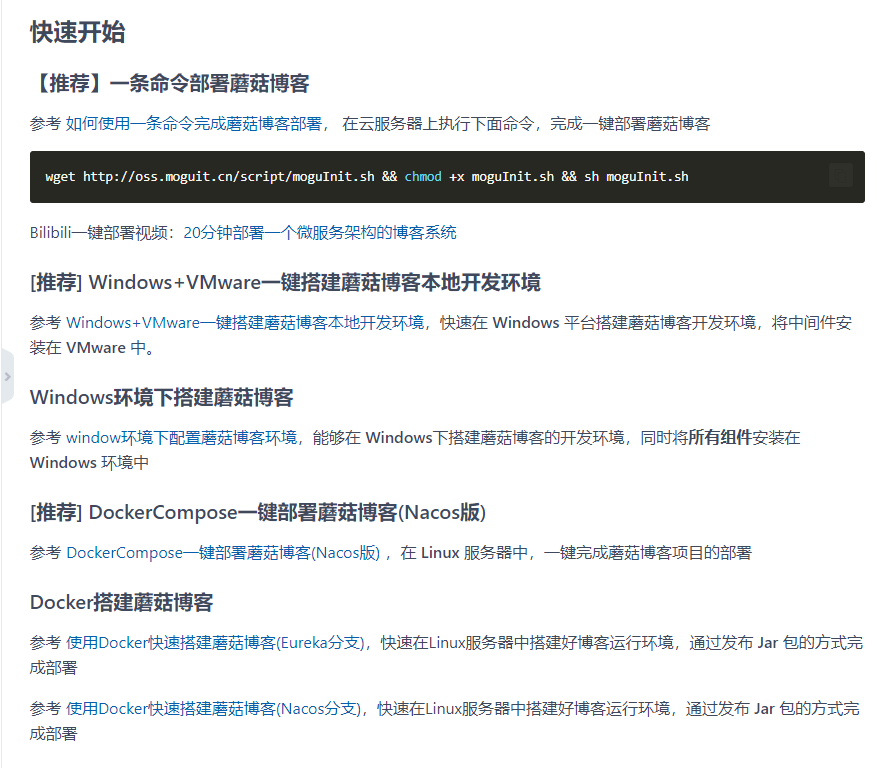 快速开始
【推荐】一条命令部署蘑菇博客
参考 如何使用一条命令完成蘑菇博客部署， 在云服务器上执行下面命令，完成一键部署蘑菇博客
wget http://oss.moguit.cn/script/moguInit.sh && chmod +x moguInit.sh && sh moguInit.sh
Bilibili一键部署视频：20分钟部署一个微服务架构的博客系统
[推荐] Windows+VMware一键搭建蘑菇博客本地开发环境
参考 Windows+VMware一键搭建蘑菇博客本地开发环境，快速在 Windows 平台搭建蘑菇博客开发环境，将中间件安
装在 VMware 中。
Windows环境下搭建蘑菇博客
参考 window环境下配置蘑菇博客环境，能够在 Windows下搭建蘑菇博客的开发环境，同时将所有组件安装在
Windows 环境中
[推荐] DockerCompose一键部署蘑菇博客(Nacos版)
参考 DockerCompose一键部署蘑菇博客(Nacos版) ，在 Linux 服务器中，一键完成蘑菇博客项目的部署
Docker搭建蘑菇博客
参考 使用Docker快速搭建蘑菇博客(Eureka分支)，快速在Linux服务器中搭建好博客运行环境，通过发布 Jar 包的方式完
成部署
参考 使用Docker快速搭建蘑菇博客(Nacos分支)，快速在Linux服务器中搭建好博客运行环境，通过发布 Jar 包的方式完
成部署